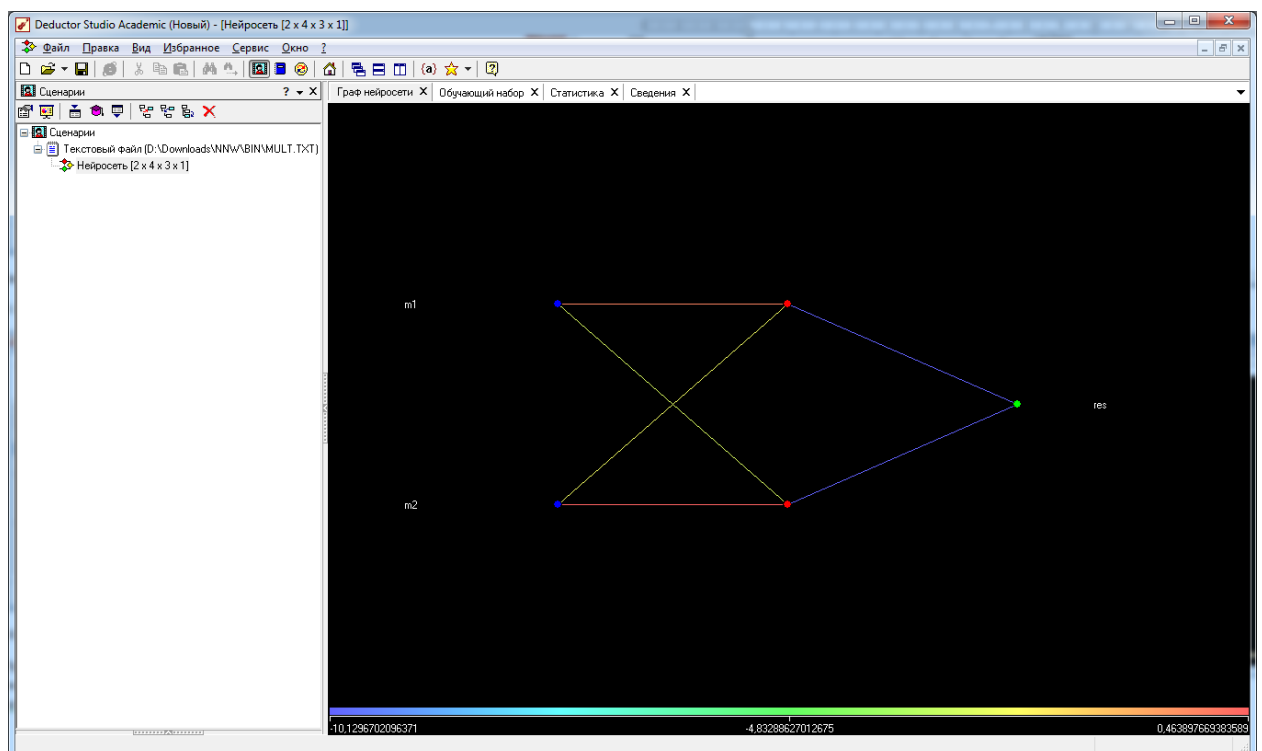 Deductor Studio Academic (Новый) - [Нейросеть [2 x 4 x 3 x 1]]
Файл Правка Вид Избранное Сервис Окно ?
Сценарии
Граф нейросети X Обучающий набор X Статистика X Сведения X
Сценарии
Текстовый файл (D:\Downloads\NNW\BIN\MULT.TXT)
Нейросеть [2 x 4 x 3 x 1]
m1
res
m2
-10,1296702096371 -4,83288627012675 0,463897669383589